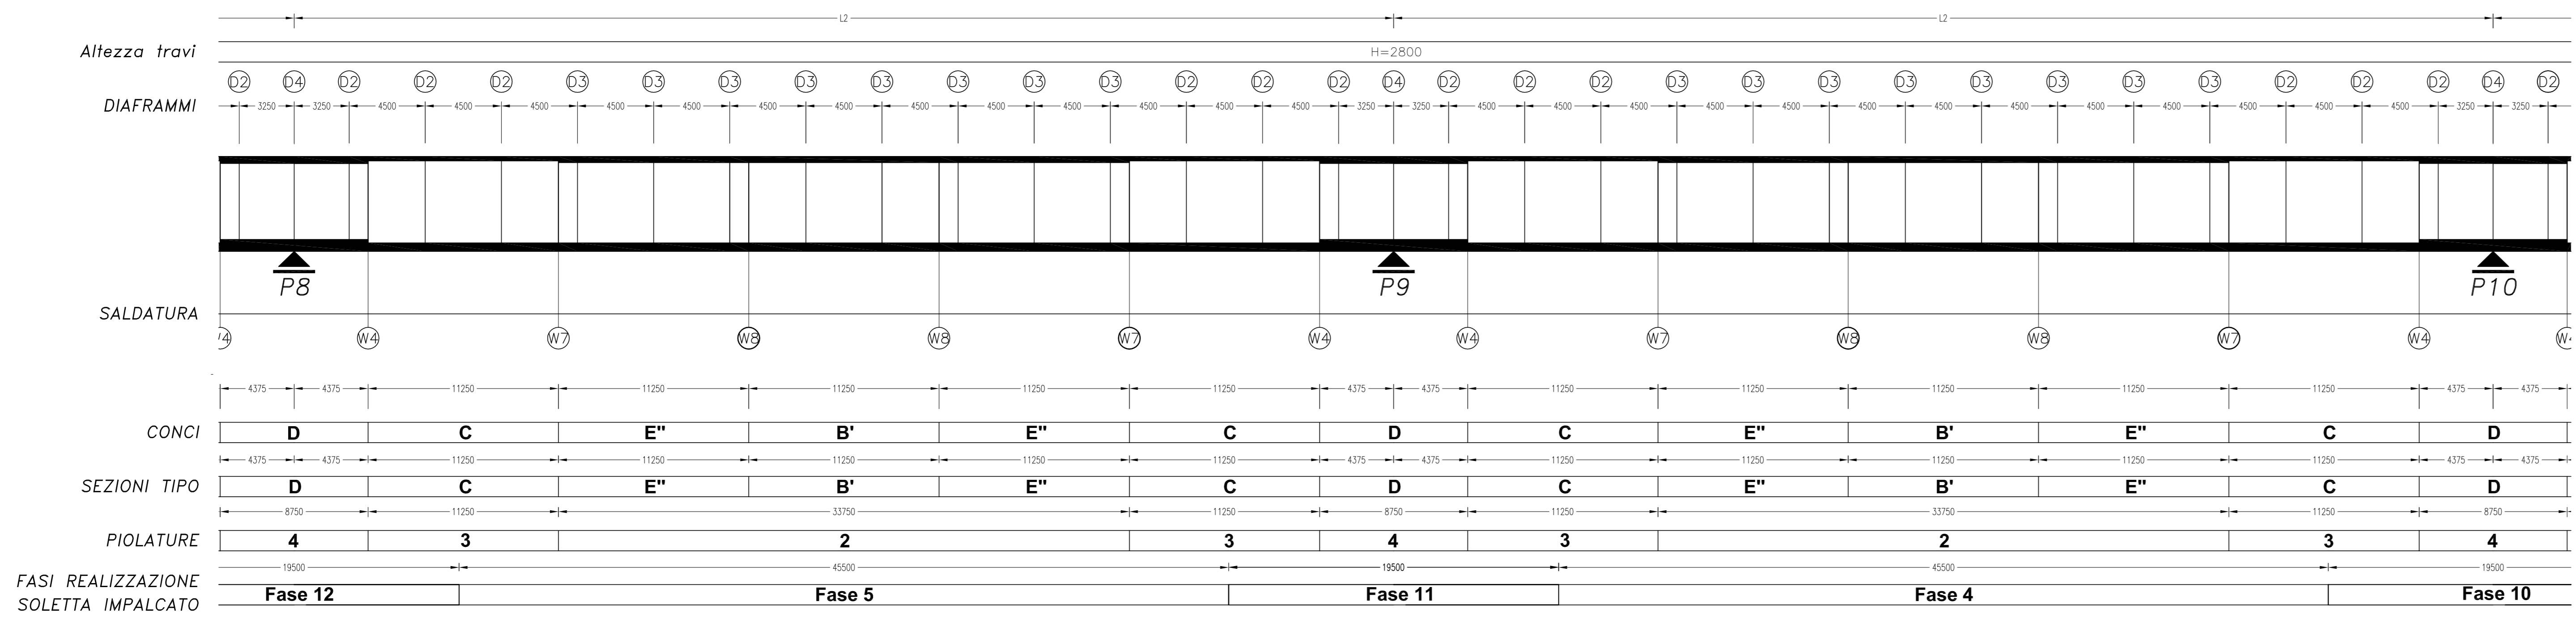 L2 L2
Altezza travi H=2800
D2 D4 D2 D2 D2 D3 D3 D3 D3 D3 D3 D3 D3 D2 D2 D2 D4 D2 D2 D2 D3 D3 D3 D3 D3 D3 D3 D3 D2 D2 D2 D4 D2
DIAFRAMMI 3250 3250 4500 4500 4500 4500 4500 4500 4500 4500 4500 4500 4500 4500 4500 3250 3250 4500 4500 4500 4500 4500 4500 4500 4500 4500 4500 4500 4500 4500 3250 3250
P8 P9 P10
SALDATURA
W4 W4 W7 W8 W8 W7 W4 W4 W7 W8 W8 W7 W4 W4
4375 4375 11250 11250 11250 11250 11250 4375 4375 11250 11250 11250 11250 11250 4375 4375
CONCI D C E" B' E" C D C E" B' E" C D
4375 4375 11250 11250 11250 11250 11250 4375 4375 11250 11250 11250 11250 11250 4375 4375
SEZIONI TIPO D C E" B' E" C D C E" B' E" C D
8750 11250 33750 11250 8750 11250 33750 11250 8750
PIOLATURE 4 3 2 3 4 3 2 3 4
19500 45500 19500 45500 19500
FASI REALIZZAZIONE
SOLETTA IMPALCATO Fase 12 Fase 5 Fase 11 Fase 4 Fase 10